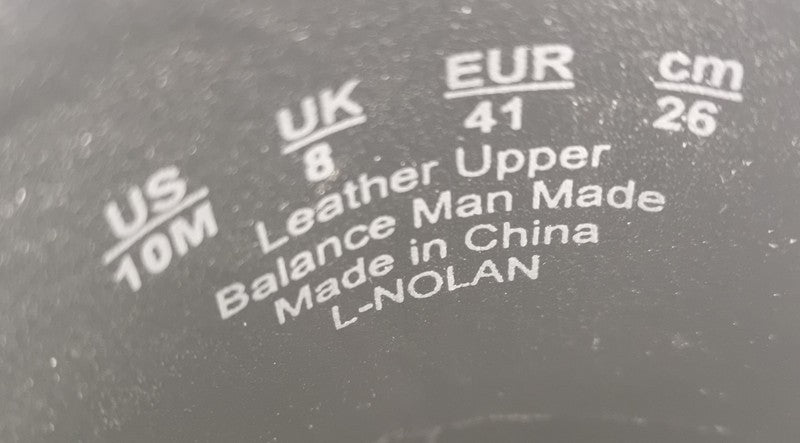 US UK EUR cm
10M 8 41 26
Leather Upper
Balance Man Made
Made in China
L-NOLAN